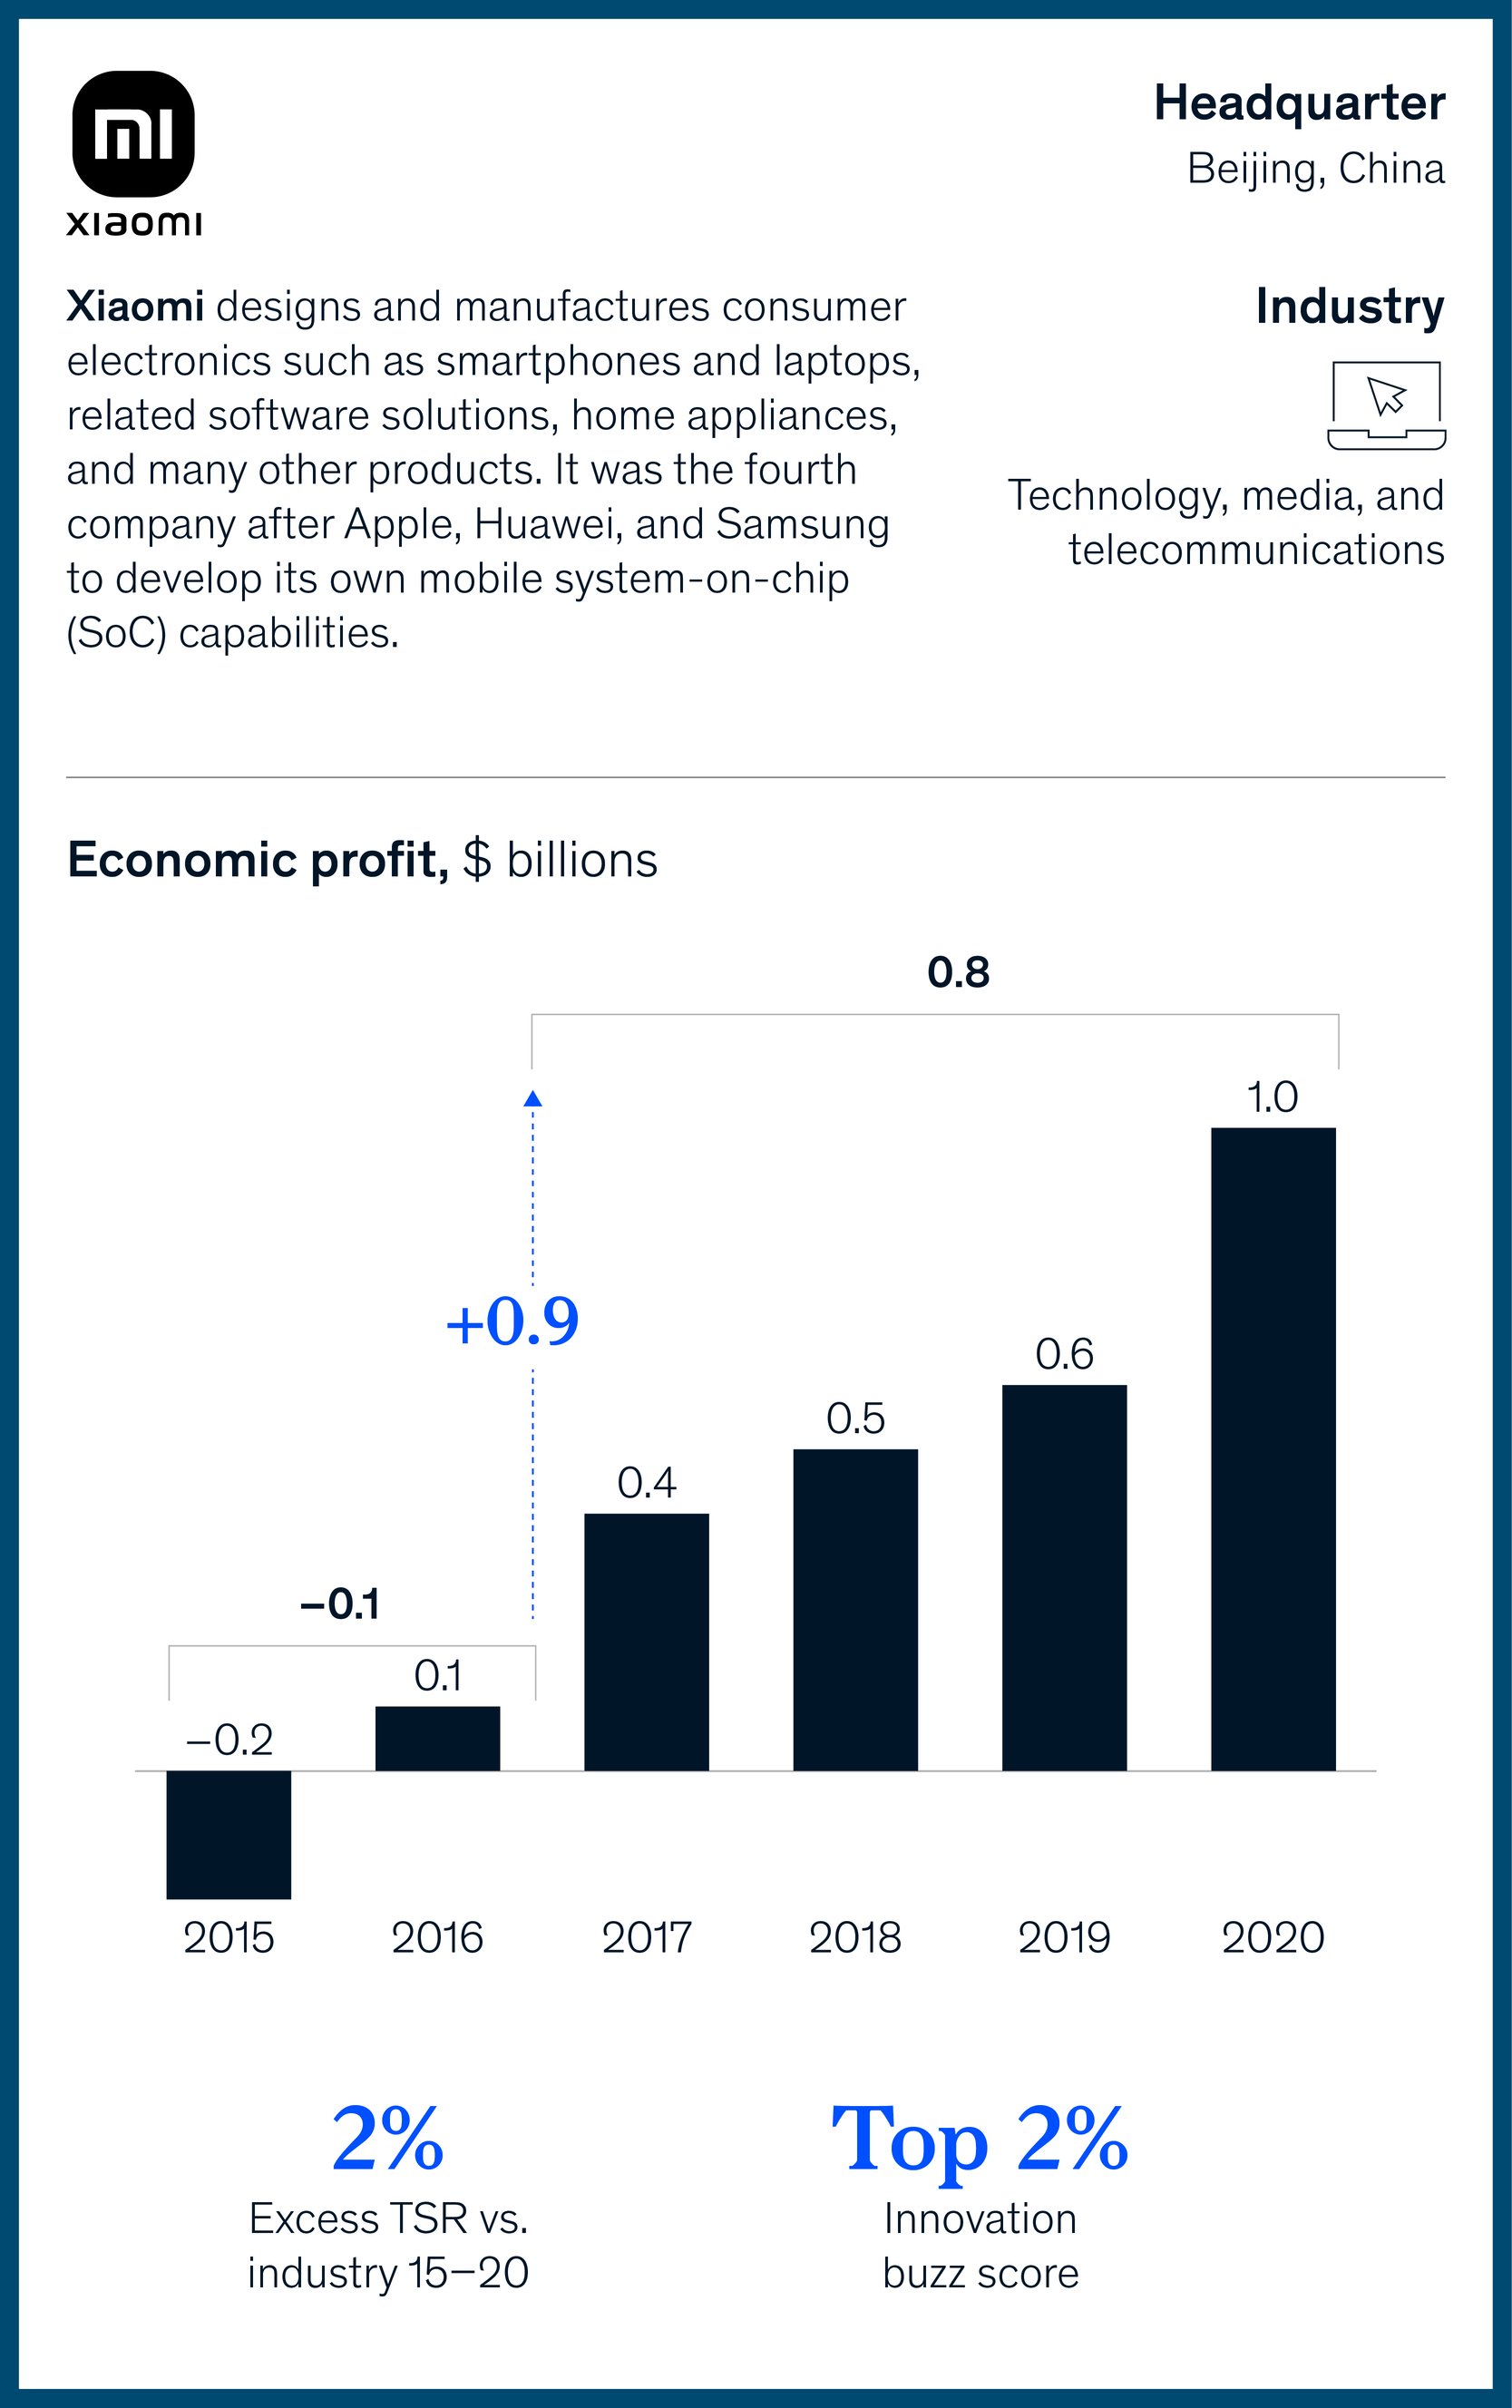 mi
xiaomi
Headquarter
Beijing, China
Xiaomi designs and manufactures consumer
electronics such as smartphones and laptops,
related software solutions, home appliances,
and many other products. It was the fourth
company after Apple, Huawei, and Samsung
to develop its own mobile system-on-chip
(SoC) capabilities.
Industry
Technology, media, and
telecommunications
Economic profit, $ billions
0.8
1.0
+0.9
0.6
0.5
0.4
–0.1
0.1
–0.2
2015 2016 2017 2018 2019 2020
2%
Excess TSR vs.
industry 15–20
Top 2%
Innovation
buzz score